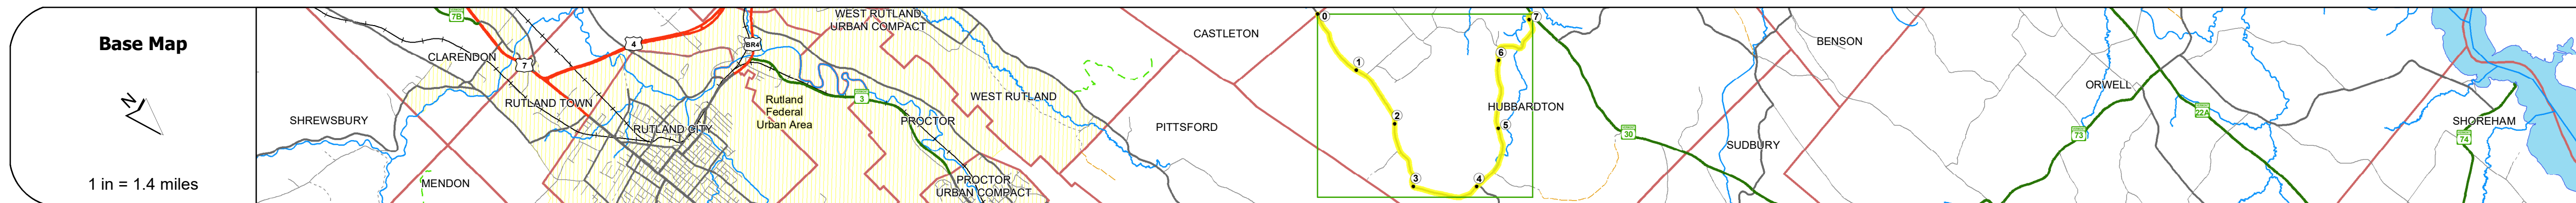 Base Map
N
1 in = 1.4 miles
7B
CLARENDON
7
4
BR4
WEST RUTLAND
URBAN COMPACT
RUTLAND TOWN
SHREWSBURY
RUTLAND CITY
MENDON
Rutland
Federal
Urban Area
3
PROCTOR
WEST RUTLAND
PROCTOR
URBAN COMPACT
CASTLETON
PITTSFORD
0
1
2
3
4
5
6
7
HUBBARDTON
30
SUDBURY
BENSON
ORWELL
73
22A
SHOREHAM
74